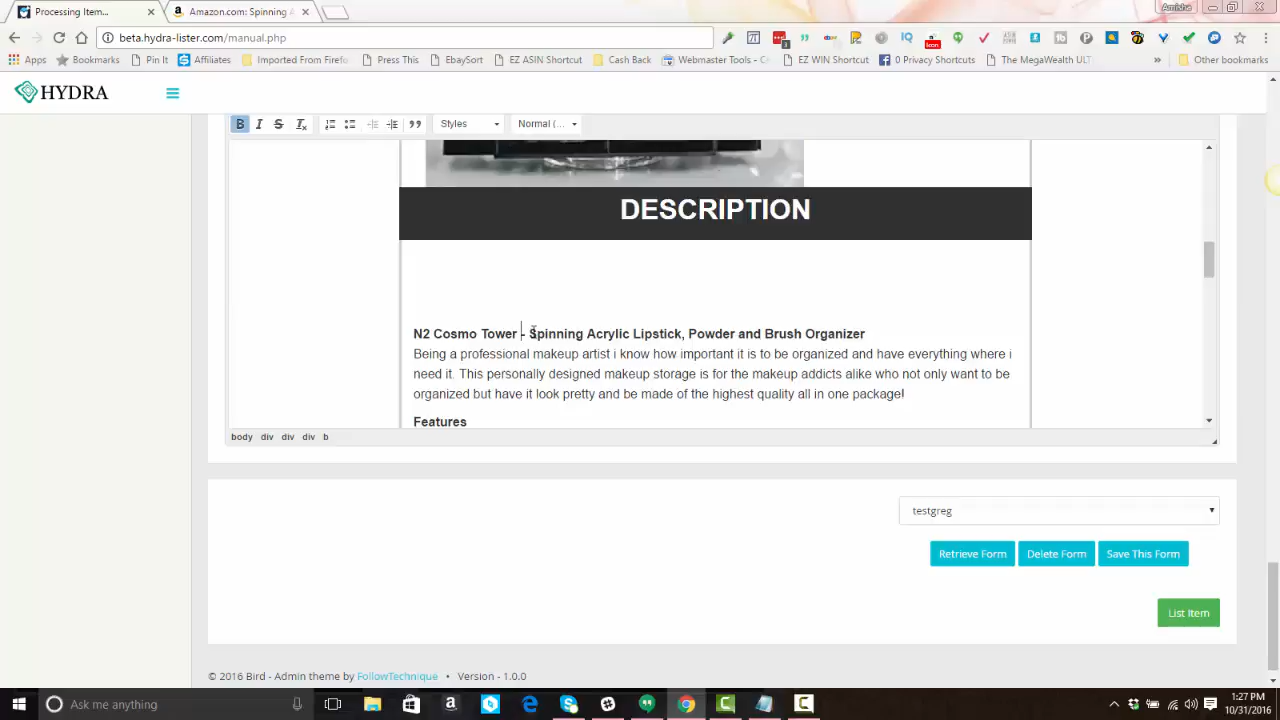 Processing Item...
Amazon.com: Spinning A
Amisha
beta.hydra-lister.com/manual.php
Apps
Bookmarks
Pin It
Affiliates
Imported From Firefo
Press This
EbaySort
EZ ASIN Shortcut
Cash Back
Webmaster Tools - C
EZ WIN Shortcut
0 Privacy Shortcuts
The MegaWealth ULT
Other bookmarks
HYDRA
Styles
Normal (...
DESCRIPTION
N2 Cosmo Tower - Spinning Acrylic Lipstick, Powder and Brush Organizer
Being a professional makeup artist i know how important it is to be organized and have everything where i
need it. This personally designed makeup storage is for the makeup addicts alike who not only want to be
organized but have it look pretty and be made of the highest quality all in one package!
Features
body div div div b
testgreg
Retrieve Form
Delete Form
Save This Form
List Item
© 2016 Bird - Admin theme by FollowTechnique • Version - 1.0.0
Ask me anything
1:27 PM
10/31/2016